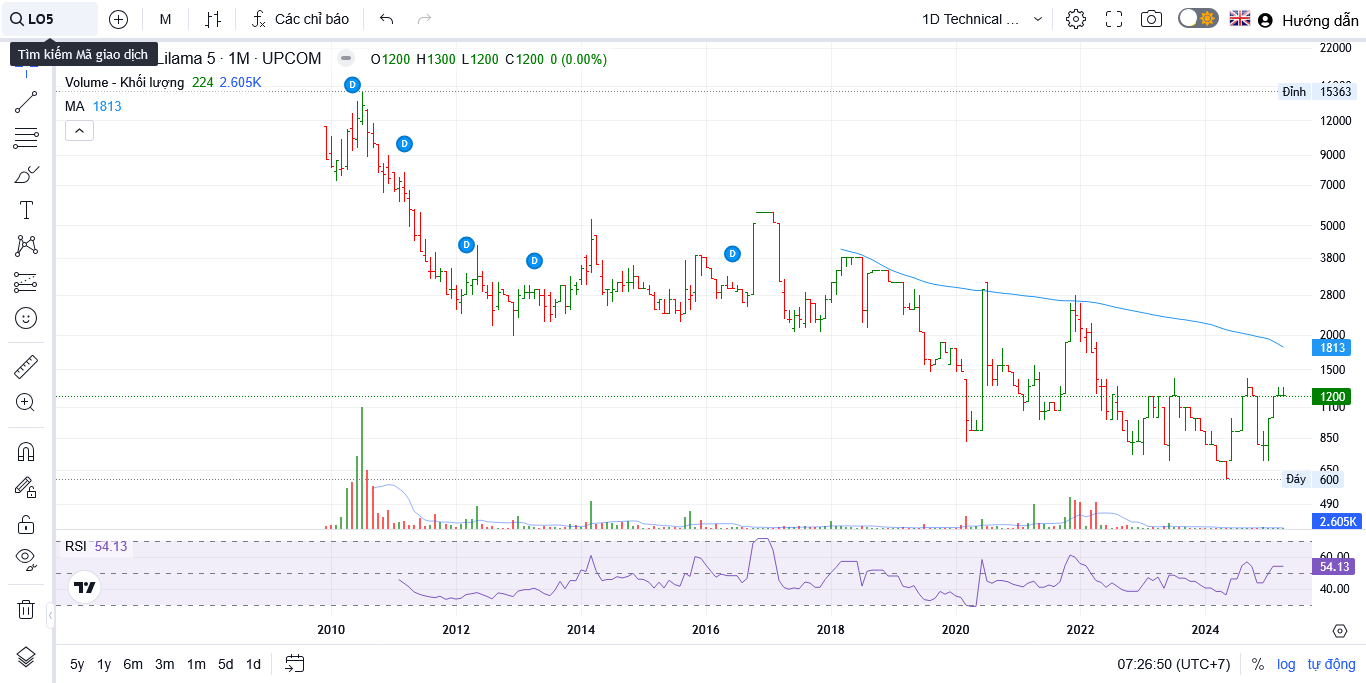 LO5
M
Các chỉ báo
1D Technical ...
Hướng dẫn
Tìm kiếm Mã giao dịch
Lilama 5 · 1M · UPCOM
O1200 H1300 L1200 C1200 0 (0.00%)
Volume - Khối lượng 224 2.605K
MA 1813
22000
Đỉnh 15363
12000
9000
7000
5000
3800
2800
2000
1813
1500
1200
1100
850
650
Đáy 600
490
2.605K
D
D
D
D
D
RSI 54.13
60.00
54.13
40.00
2010 2012 2014 2016 2018 2020 2022 2024
5y 1y 6m 3m 1m 5d 1d
07:26:50 (UTC+7) % log tự động